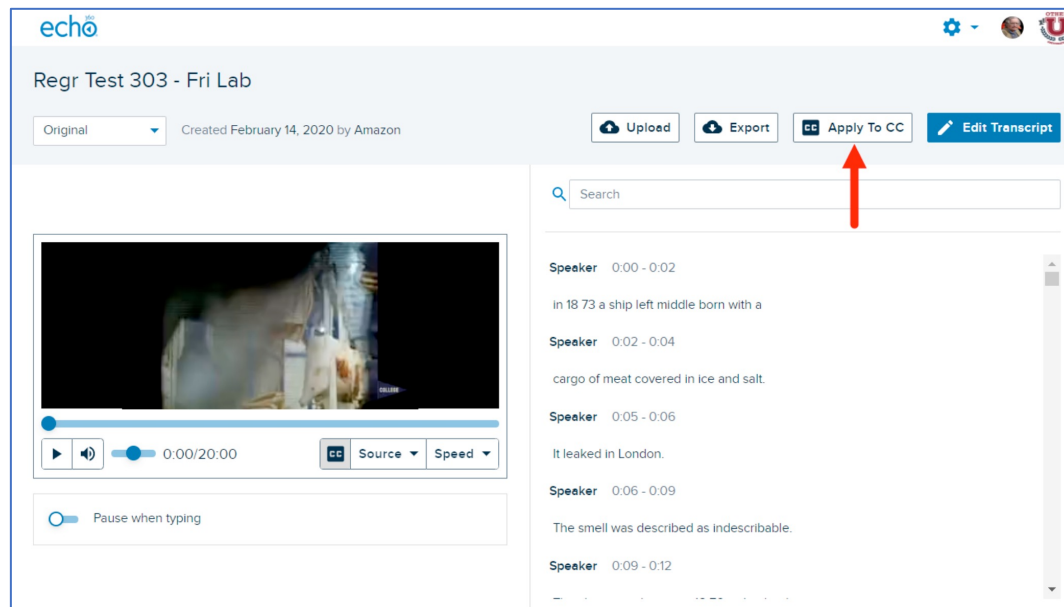 echo
360
Regr Test 303 - Fri Lab
Original
Created February 14, 2020 by Amazon
Upload
Export
CC Apply To CC
Edit Transcript
Search
COLLEGE
0:00/20:00
CC
Source
Speed
Pause when typing
Speaker 0:00 - 0:02
in 18 73 a ship left middle born with a
Speaker 0:02 - 0:04
cargo of meat covered in ice and salt.
Speaker 0:05 - 0:06
It leaked in London.
Speaker 0:06 - 0:09
The smell was described as indescribable.
Speaker 0:09 - 0:12